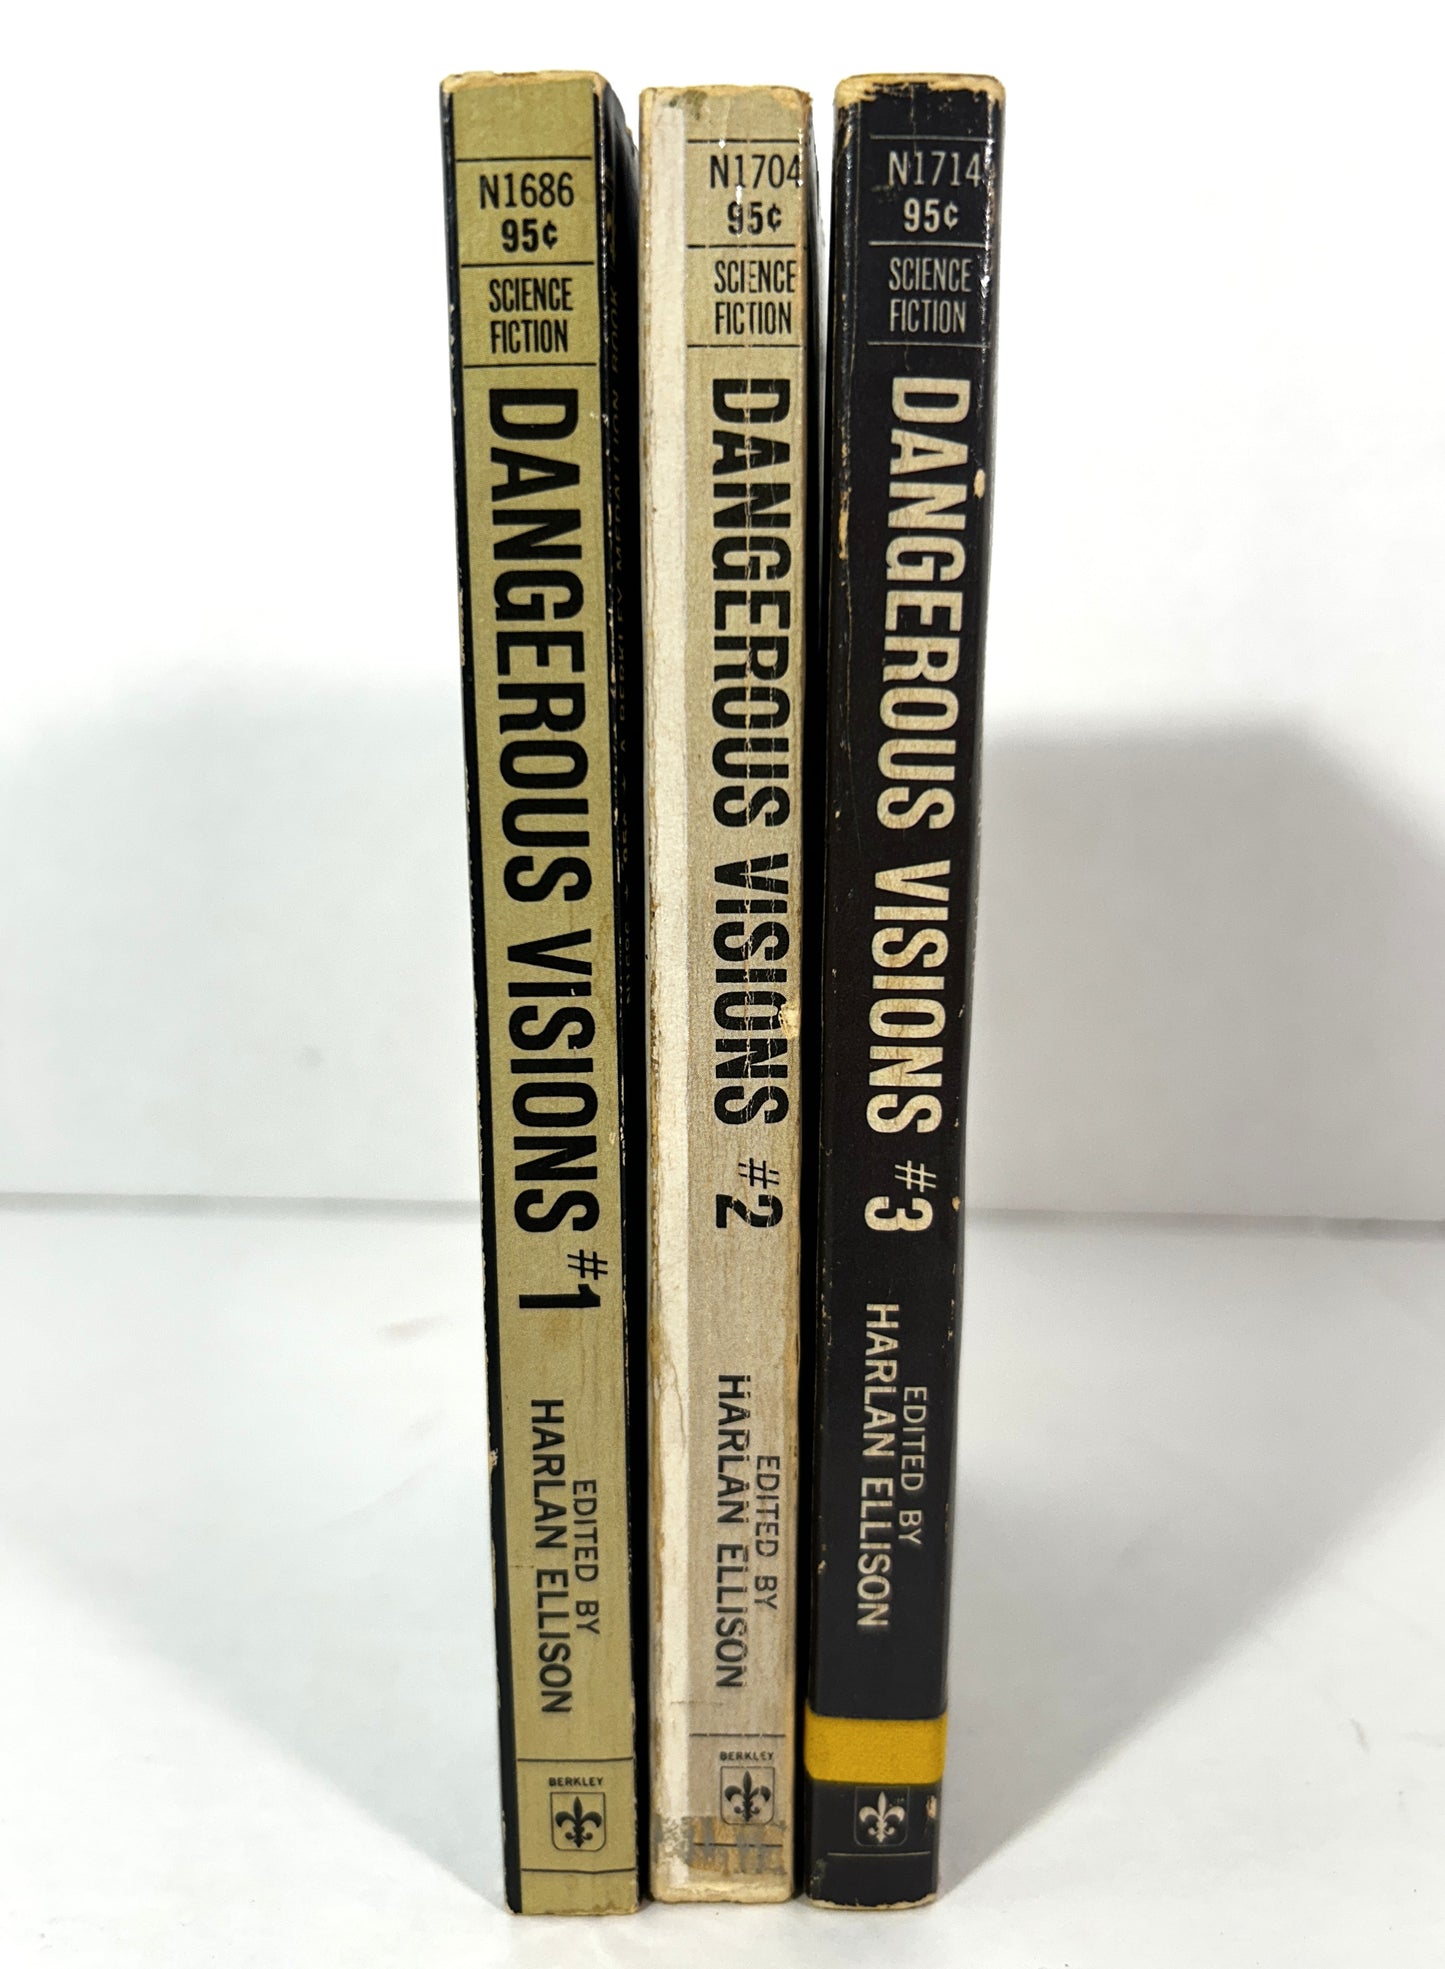 N1686
95¢
SCIENCE
FICTION
DANGEROUS VISIONS #1
EDITED BY
HARLAN ELLISON
BERKLEY
N1704
95¢
SCIENCE
FICTION
DANGEROUS VISIONS #2
EDITED BY
HARLAN ELLISON
BERKLEY
N1714
95¢
SCIENCE
FICTION
DANGEROUS VISIONS #3
EDITED BY
HARLAN ELLISON